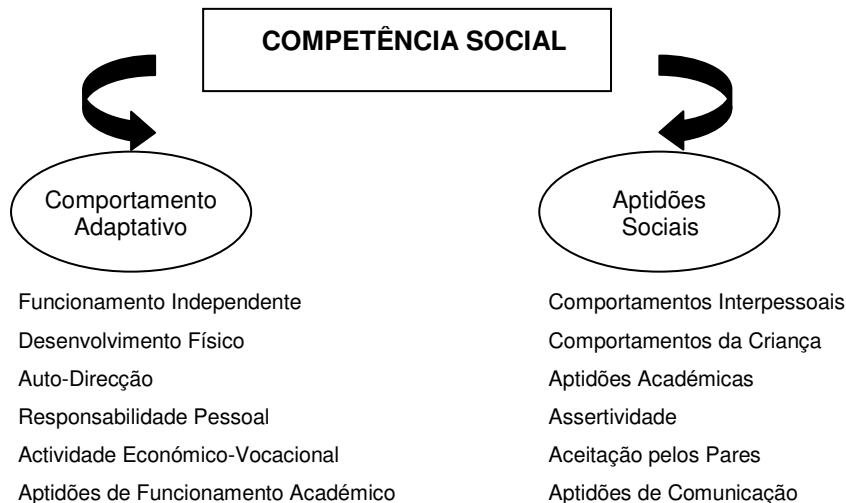 COMPETÊNCIA SOCIAL
Comportamento
Adaptativo
Funcionamento Independente
Desenvolvimento Físico
Auto-Direcção
Responsabilidade Pessoal
Actividade Económico-Vocacional
Aptidões de Funcionamento Académico
Aptidões
Sociais
Comportamentos Interpessoais
Comportamentos da Criança
Aptidões Académicas
Assertividade
Aceitação pelos Pares
Aptidões de Comunicação